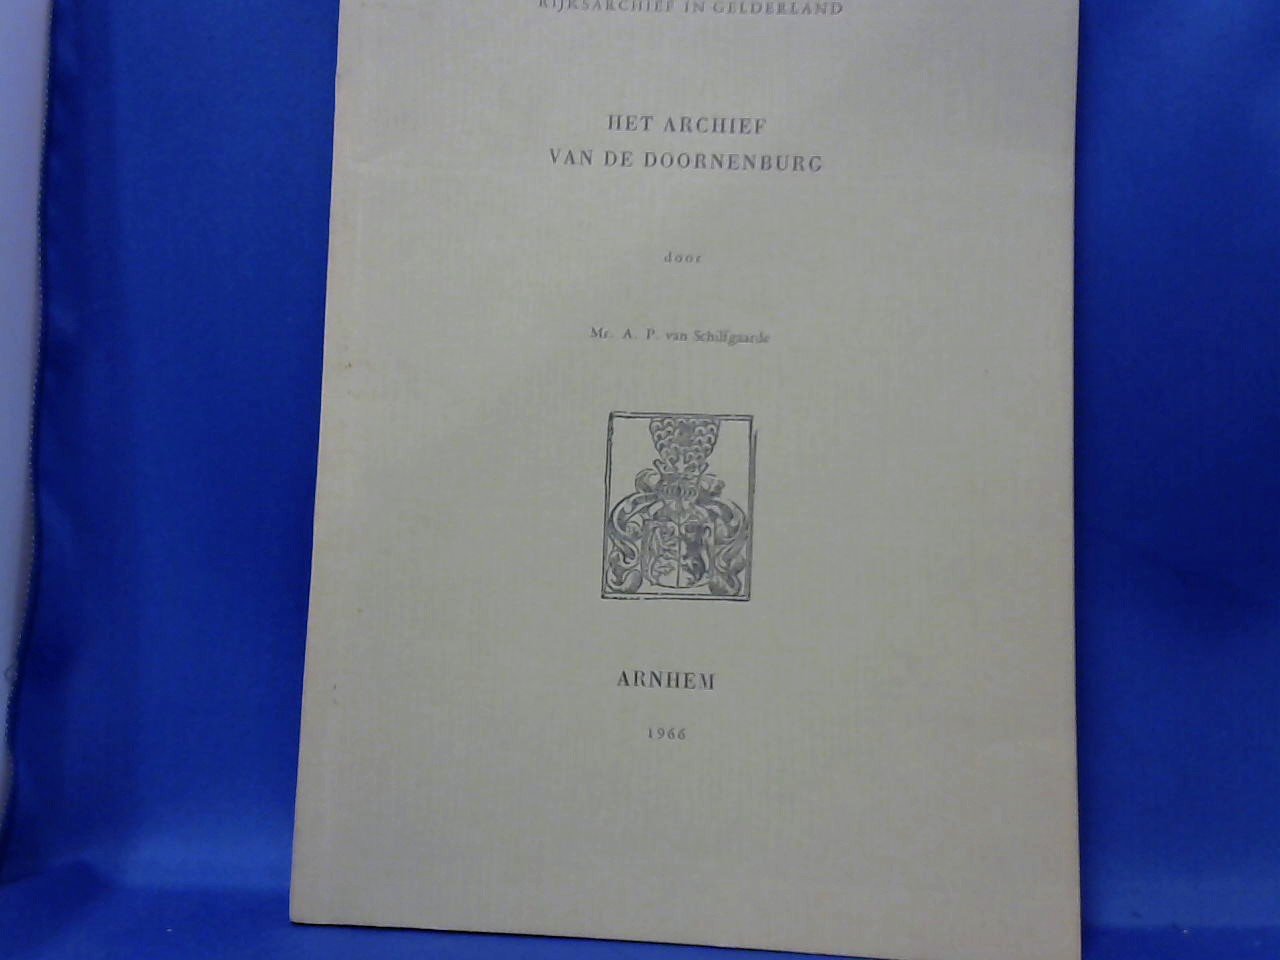 RIJKSARCHIEF IN GELDERLAND
HET ARCHIEF
VAN DE DOORNENBURG
door
Mr. A. P. van Schilfgaarde
ARNHEM
1966